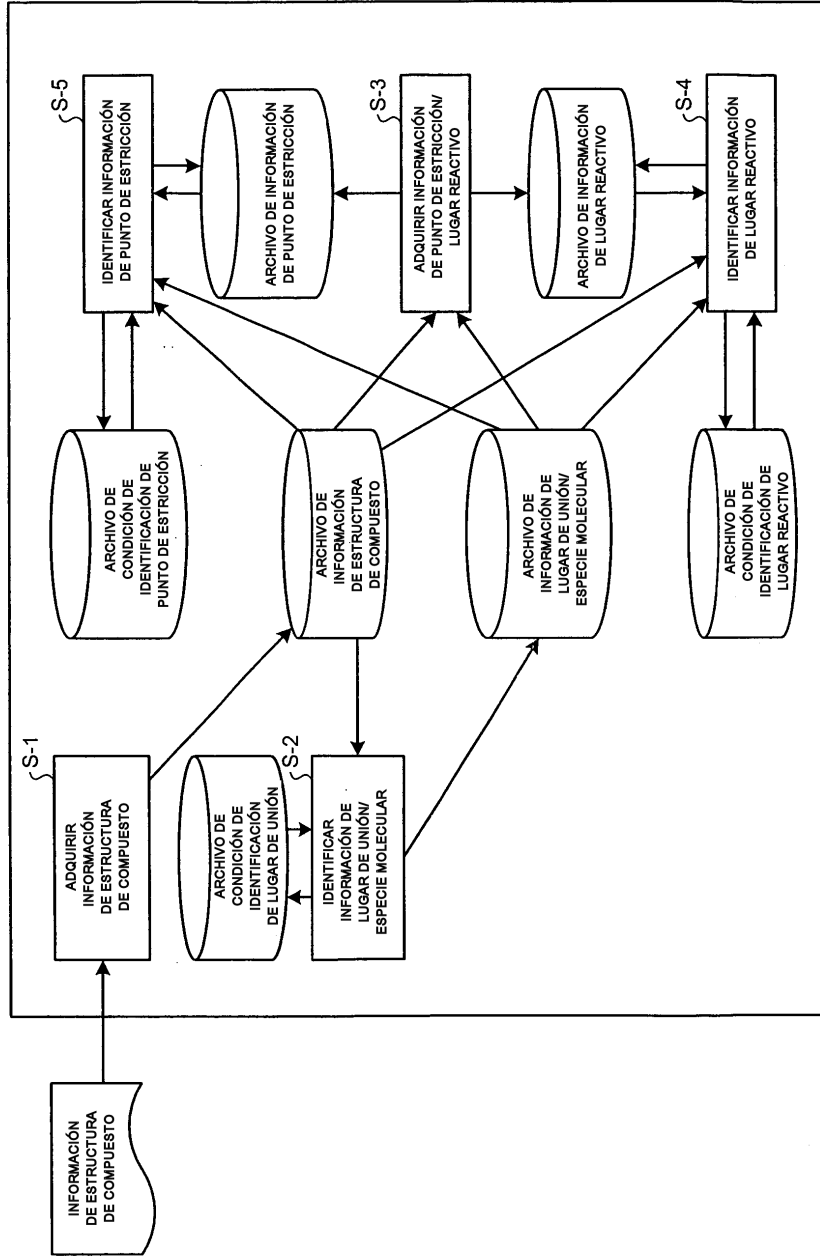 INFORMACIÓN
DE ESTRUCTURA
DE COMPUESTO
S-1
ADQUIRIR
INFORMACIÓN
DE ESTRUCTURA
DE COMPUESTO
ARCHIVO DE
CONDICIÓN DE
IDENTIFICACIÓN
DE LUGAR DE UNIÓN
S-2
IDENTIFICAR
INFORMACIÓN DE
LUGAR DE UNIÓN/
ESPECIE MOLECULAR
ARCHIVO DE
CONDICIÓN DE
IDENTIFICACIÓN DE
PUNTO DE ESTRICCIÓN
ARCHIVO DE
INFORMACIÓN
DE ESTRUCTURA
DE COMPUESTO
ARCHIVO DE
INFORMACIÓN DE
LUGAR DE UNIÓN/
ESPECIE MOLECULAR
ARCHIVO DE
CONDICIÓN DE
IDENTIFICACIÓN DE
LUGAR REACTIVO
S-5
IDENTIFICAR INFORMACIÓN
DE PUNTO DE ESTRICCIÓN
ARCHIVO DE INFORMACIÓN
DE PUNTO DE ESTRICCIÓN
S-3
ADQUIRIR INFORMACIÓN
DE PUNTO DE ESTRICCIÓN/
LUGAR REACTIVO
ARCHIVO DE INFORMACIÓN
DE LUGAR REACTIVO
S-4
IDENTIFICAR INFORMACIÓN
DE LUGAR REACTIVO